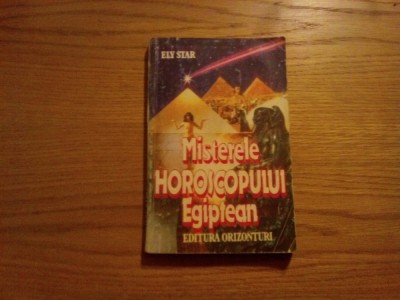 ELY STAR
Misterele
HOROSCOPULUI
Egiptean
EDITURA ORIZONTURI